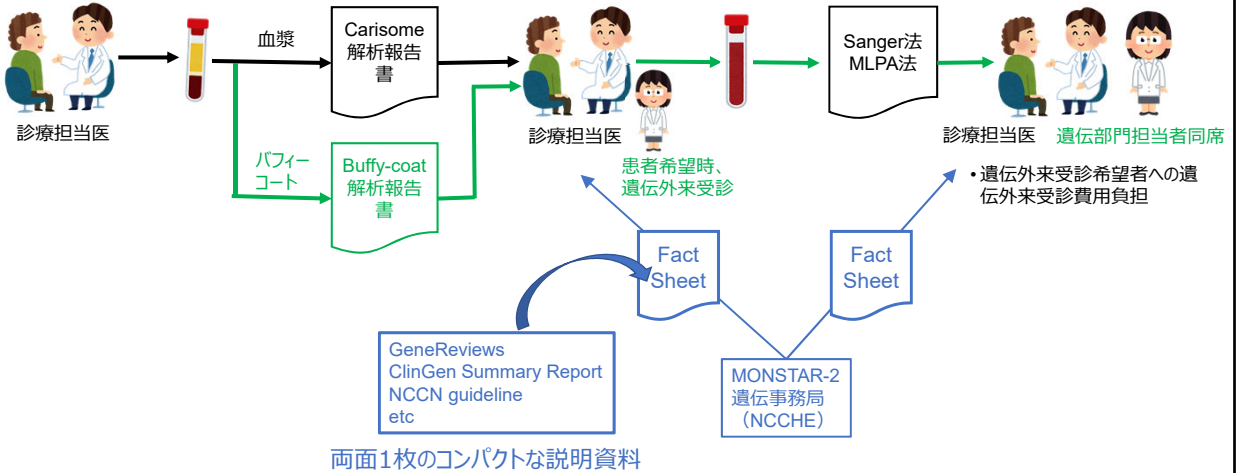 診療担当医
血漿
Carisome
解析報告
書
バフィー
コート
Buffy-coat
解析報告
書
診療担当医
患者希望時、
遺伝外来受診
Sanger法
MLPA法
診療担当医
遺伝部門担当者同席
•遺伝外来受診希望者への遺
伝外来受診費用負担
Fact
Sheet
Fact
Sheet
GeneReviews
ClinGen Summary Report
NCCN guideline
etc
MONSTAR-2
遺伝事務局
（NCCHE）
両面1枚のコンパクトな説明資料